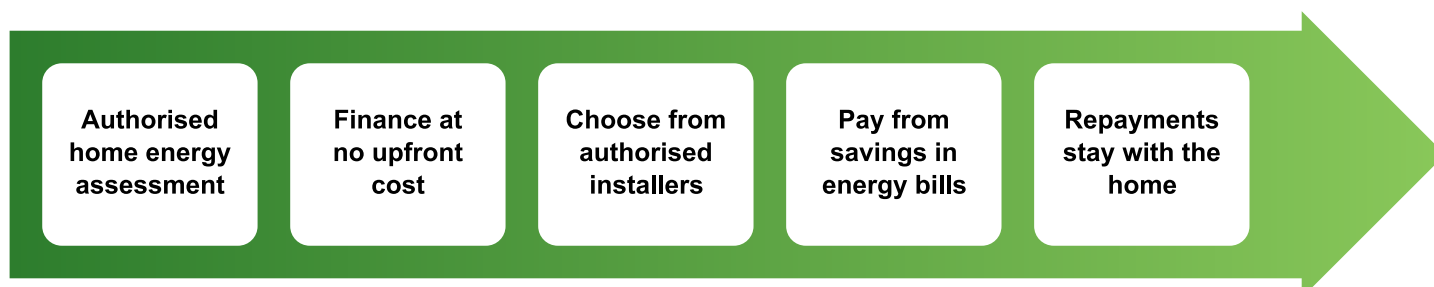 Authorised
home energy
assessment
Finance at
no upfront
cost
Choose from
authorised
installers
Pay from
savings in
energy bills
Repayments
stay with the
home